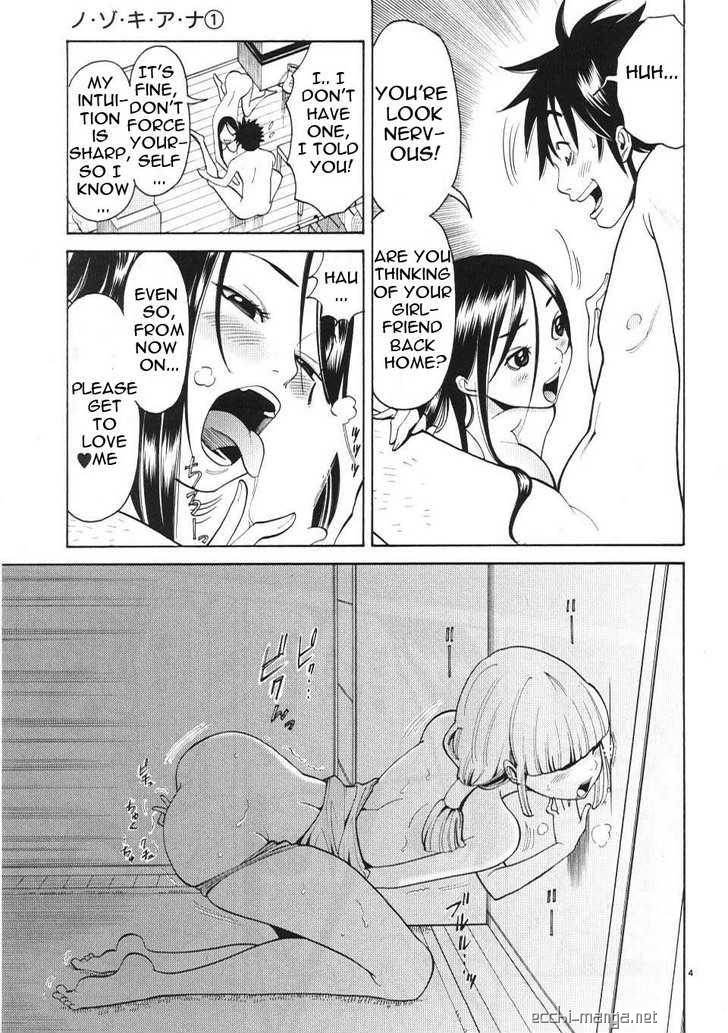 ノ・ゾ・キ・ア・ナ①
HUH...
YOU'RE
LOOK
NERV-
OUS!
ARE YOU
THINKING
OF YOUR
GIRL-
FRIEND
BACK
HOME?
I.. I
DON'T
HAVE
ONE,
I TOLD
YOU!
IT'S
FINE,
DON'T
FORCE
YOUR-
SELF
...
MY
INTUI-
TION
IS
SHARP,
SO I
KNOW
...
HAU
...
EVEN
SO, FROM
NOW
ON...
PLEASE
GET
TO
LOVE
♥ME
4
ecchi-manga.net